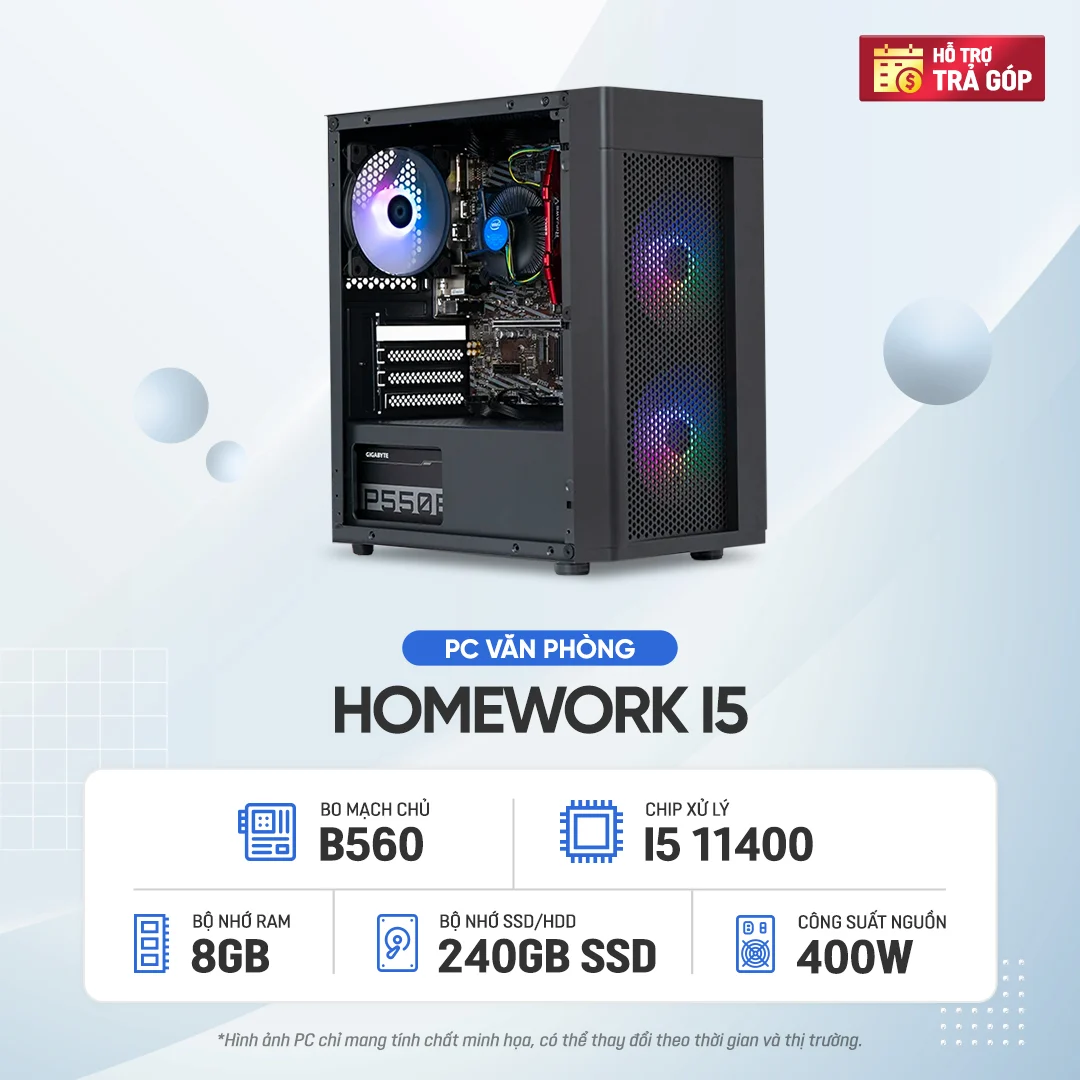 HỖ TRỢ
TRẢ GÓP
GIGABYTE
P550B
PC VĂN PHÒNG
HOMEWORK I5
BO MẠCH CHỦ
B560
CHIP XỬ LÝ
I5 11400
BỘ NHỚ RAM
8GB
BỘ NHỚ SSD/HDD
240GB SSD
CÔNG SUẤT NGUỒN
400W
*Hình ảnh PC chỉ mang tính chất minh họa, có thể thay đổi theo thời gian và thị trường.